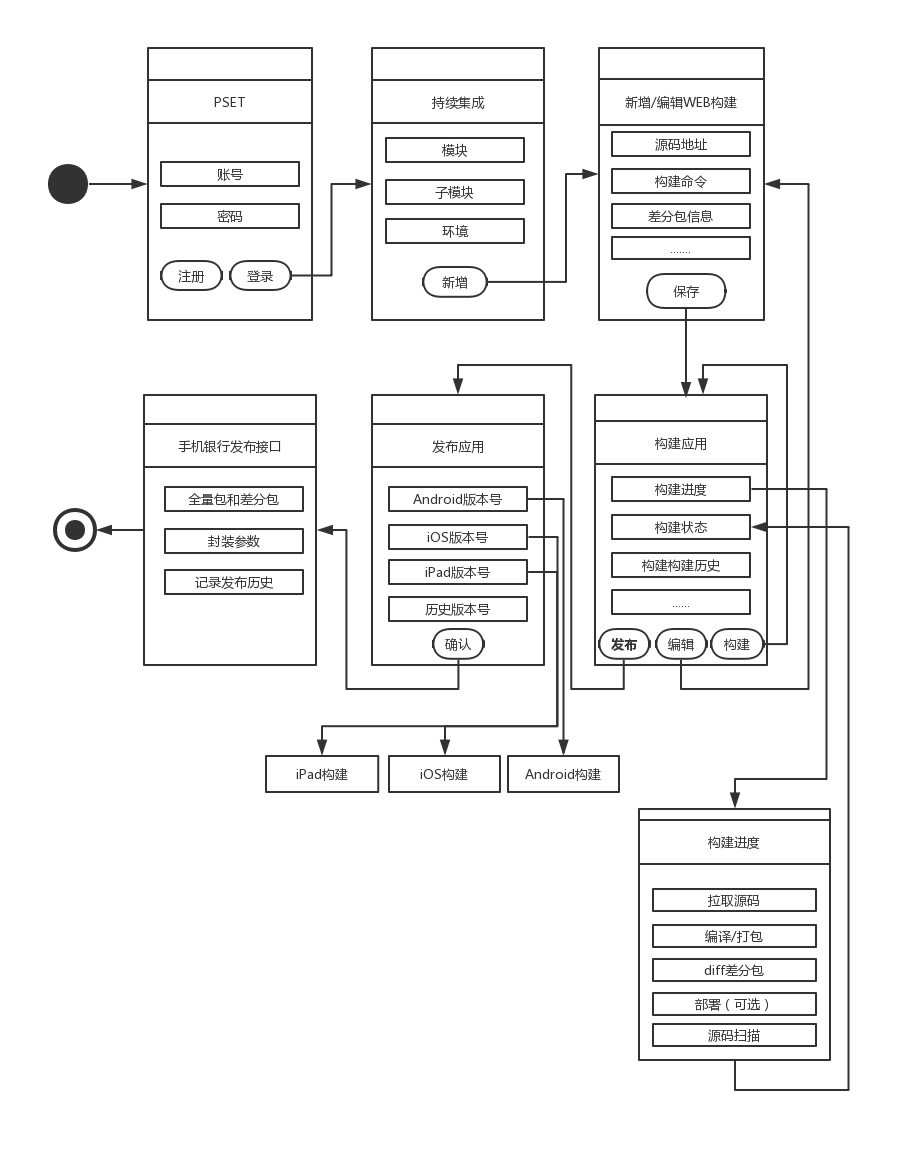 PSET
账号
密码
注册
登录
持续集成
模块
子模块
环境
新增
新增/编辑WEB构建
源码地址
构建命令
差分包信息
.......
保存
手机银行发布接口
全量包和差分包
封装参数
记录发布历史
发布应用
Android版本号
iOS版本号
iPad版本号
历史版本号
确认
构建应用
构建进度
构建状态
构建构建历史
......
发布
编辑
构建
iPad构建
iOS构建
Android构建
构建进度
拉取源码
编译/打包
diff差分包
部署（可选）
源码扫描